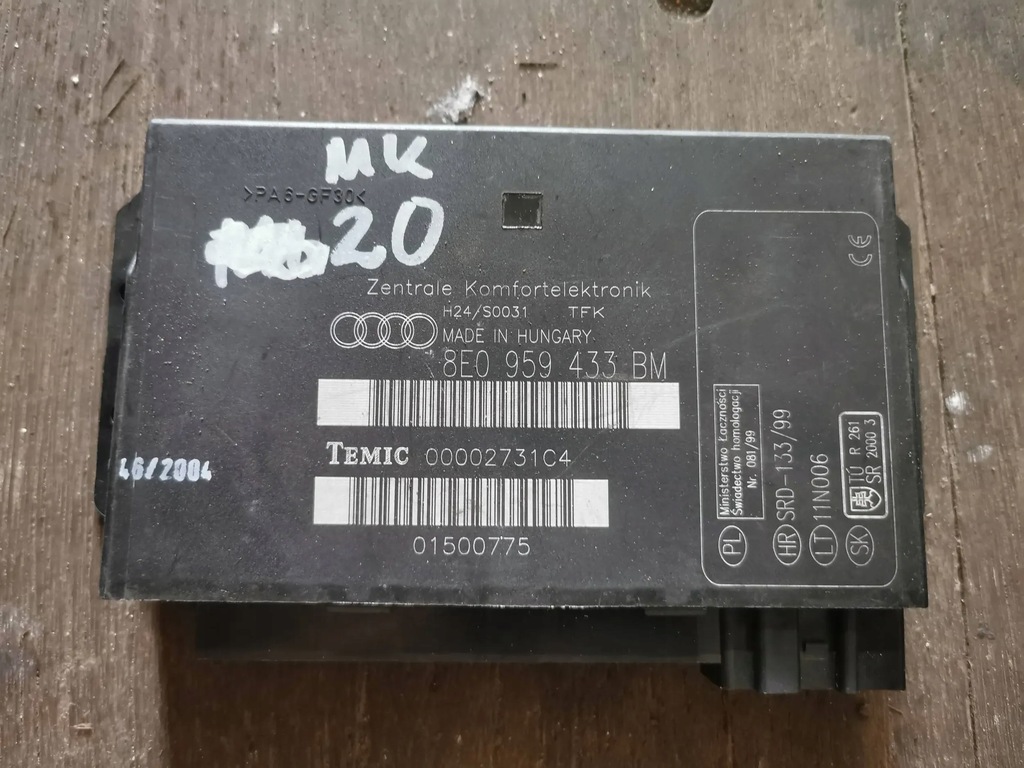 MK
>PA6-GF30<
20
Zentrale Komfortelektronik
H24/S0031 TFK
MADE IN HUNGARY
8E0 959 433 BM
TEMIC 00002731C4
46/2004
01500775
CE
PL
Ministerstwo Łączności
Świadectwo homologacji
Nr. 081/99
HR SRD-133/99
LT 11N006
SK TÚ R 261
SR 2000 3